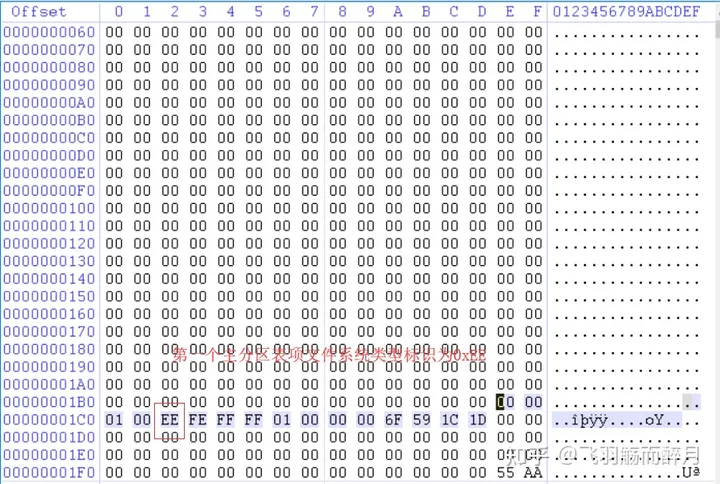 Offset 0 1 2 3 4 5 6 7 8 9 A B C D E F 0123456789ABCDEF
0000000060 00 00 00 00 00 00 00 00 00 00 00 00 00 00 00 00 ................
0000000070 00 00 00 00 00 00 00 00 00 00 00 00 00 00 00 00 ................
0000000080 00 00 00 00 00 00 00 00 00 00 00 00 00 00 00 00 ................
0000000090 00 00 00 00 00 00 00 00 00 00 00 00 00 00 00 00 ................
00000000A0 00 00 00 00 00 00 00 00 00 00 00 00 00 00 00 00 ................
00000000B0 00 00 00 00 00 00 00 00 00 00 00 00 00 00 00 00 ................
00000000C0 00 00 00 00 00 00 00 00 00 00 00 00 00 00 00 00 ................
00000000D0 00 00 00 00 00 00 00 00 00 00 00 00 00 00 00 00 ................
00000000E0 00 00 00 00 00 00 00 00 00 00 00 00 00 00 00 00 ................
00000000F0 00 00 00 00 00 00 00 00 00 00 00 00 00 00 00 00 ................
0000000100 00 00 00 00 00 00 00 00 00 00 00 00 00 00 00 00 ................
0000000110 00 00 00 00 00 00 00 00 00 00 00 00 00 00 00 00 ................
0000000120 00 00 00 00 00 00 00 00 00 00 00 00 00 00 00 00 ................
0000000130 00 00 00 00 00 00 00 00 00 00 00 00 00 00 00 00 ................
0000000140 00 00 00 00 00 00 00 00 00 00 00 00 00 00 00 00 ................
0000000150 00 00 00 00 00 00 00 00 00 00 00 00 00 00 00 00 ................
0000000160 00 00 00 00 00 00 00 00 00 00 00 00 00 00 00 00 ................
0000000170 00 00 00 00 00 00 00 00 00 00 00 00 00 00 00 00 ................
0000000180 00 00 00 00 00 00 00 00 00 00 00 00 00 00 00 00 ................
第一个主分区表项文件系统类型标识为0xEE
0000000190 00 00 00 00 00 00 00 00 00 00 00 00 00 00 00 00 ................
00000001A0 00 00 00 00 00 00 00 00 00 00 00 00 00 00 00 00 ................
00000001B0 00 00 00 00 00 00 00 00 00 00 00 00 00 00 00 00 ................
00000001C0 01 00 EE FE FF FF 01 00 00 00 6F 59 1C 1D 00 00 ..îþÿÿ....oY....
00000001D0 00 00 00 00 00 00 00 00 00 00 00 00 00 00 00 00 ................
00000001E0 00 00 00 00 00 00 00 00 00 00 00 00 00 00 00 00 ................
00000001F0 00 00 00 00 00 00 00 00 00 00 00 00 00 00 55 AA ..............Uª
知乎 @飞羽觞而醉月